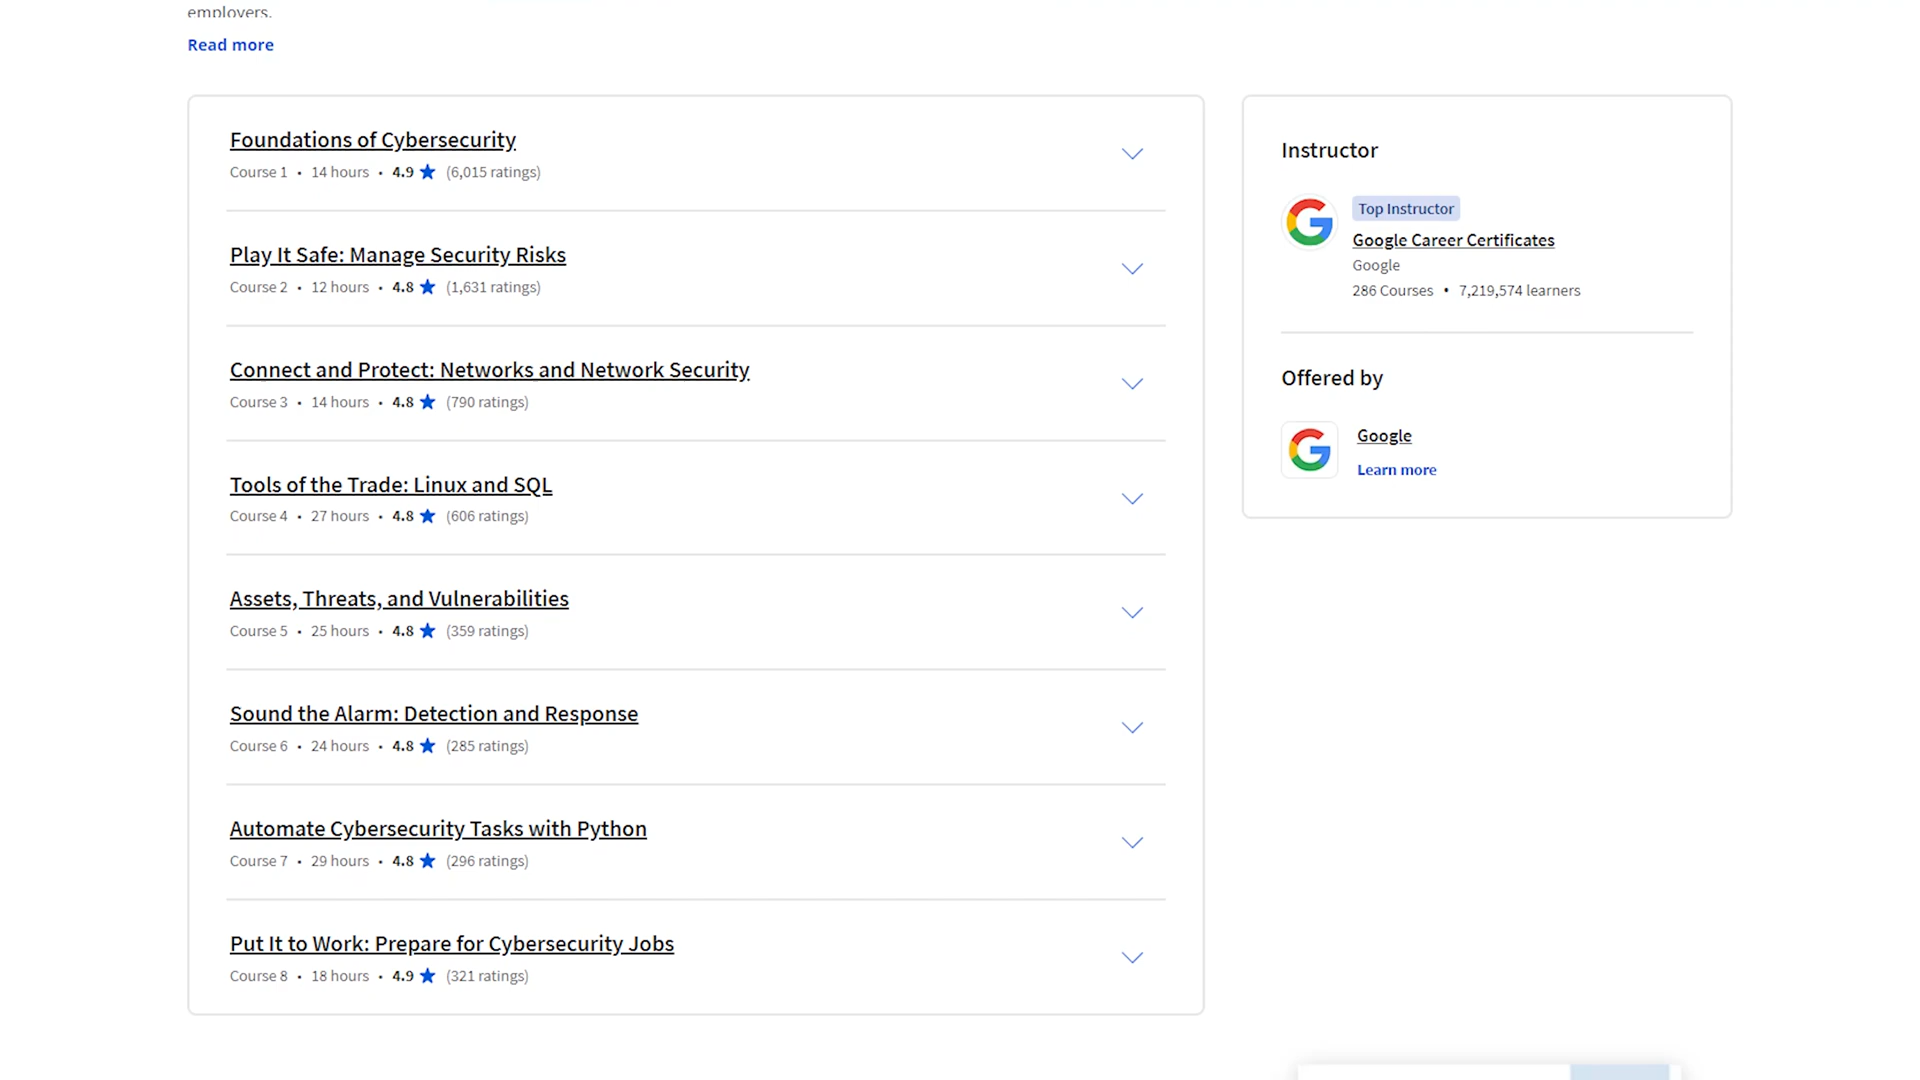 employers.
Read more
Foundations of Cybersecurity
Course 1 • 14 hours • 4.9 ★ (6,015 ratings)
Play It Safe: Manage Security Risks
Course 2 • 12 hours • 4.8 ★ (1,631 ratings)
Connect and Protect: Networks and Network Security
Course 3 • 14 hours • 4.8 ★ (790 ratings)
Tools of the Trade: Linux and SQL
Course 4 • 27 hours • 4.8 ★ (606 ratings)
Assets, Threats, and Vulnerabilities
Course 5 • 25 hours • 4.8 ★ (359 ratings)
Sound the Alarm: Detection and Response
Course 6 • 24 hours • 4.8 ★ (285 ratings)
Automate Cybersecurity Tasks with Python
Course 7 • 29 hours • 4.8 ★ (296 ratings)
Put It to Work: Prepare for Cybersecurity Jobs
Course 8 • 18 hours • 4.9 ★ (321 ratings)
Instructor
Top Instructor
Google Career Certificates
Google
286 Courses • 7,219,574 learners
Offered by
Google
Learn more